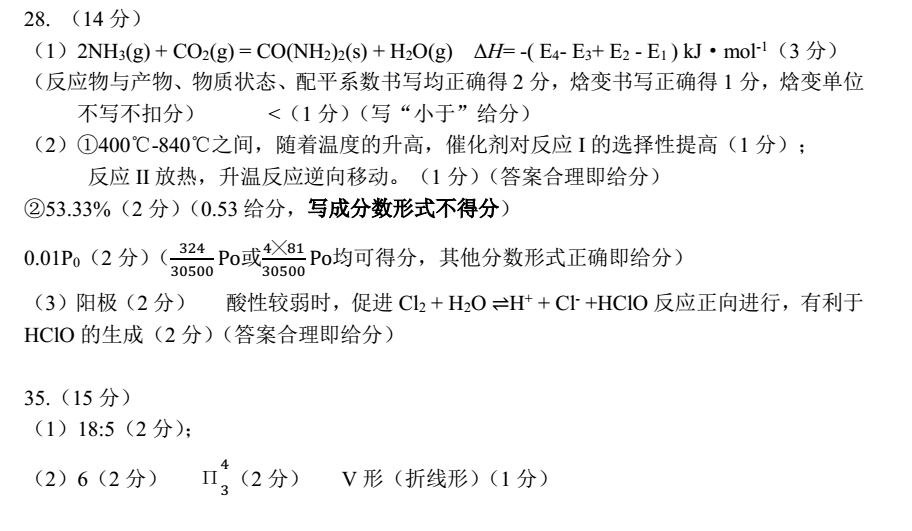 28. （14 分）
（1）2NH₃(g) + CO₂(g) = CO(NH₂)₂(s) + H₂O(g) ΔH= -( E₄- E₃+ E₂ - E₁ ) kJ·mol⁻¹（3 分）
（反应物与产物、物质状态、配平系数书写均正确得 2 分，焓变书写正确得 1 分，焓变单位
不写不扣分） <（1 分）（写“小于”给分）
（2）①400℃-840℃之间，随着温度的升高，催化剂对反应 I 的选择性提高（1 分）；
反应 II 放热，升温反应逆向移动。（1 分）（答案合理即给分）
②53.33%（2 分）（0.53 给分，写成分数形式不得分）
0.01P₀（2 分）（324/30500 Po或4×81/30500 Po均可得分，其他分数形式正确即给分）
（3）阳极（2 分） 酸性较弱时，促进 Cl₂ + H₂O ⇌H⁺ + Cl⁻ +HClO 反应正向进行，有利于
HClO 的生成（2 分）（答案合理即给分）
35.（15 分）
（1）18:5（2 分）；
（2）6（2 分） Π₃⁴（2 分） V 形（折线形）（1 分）